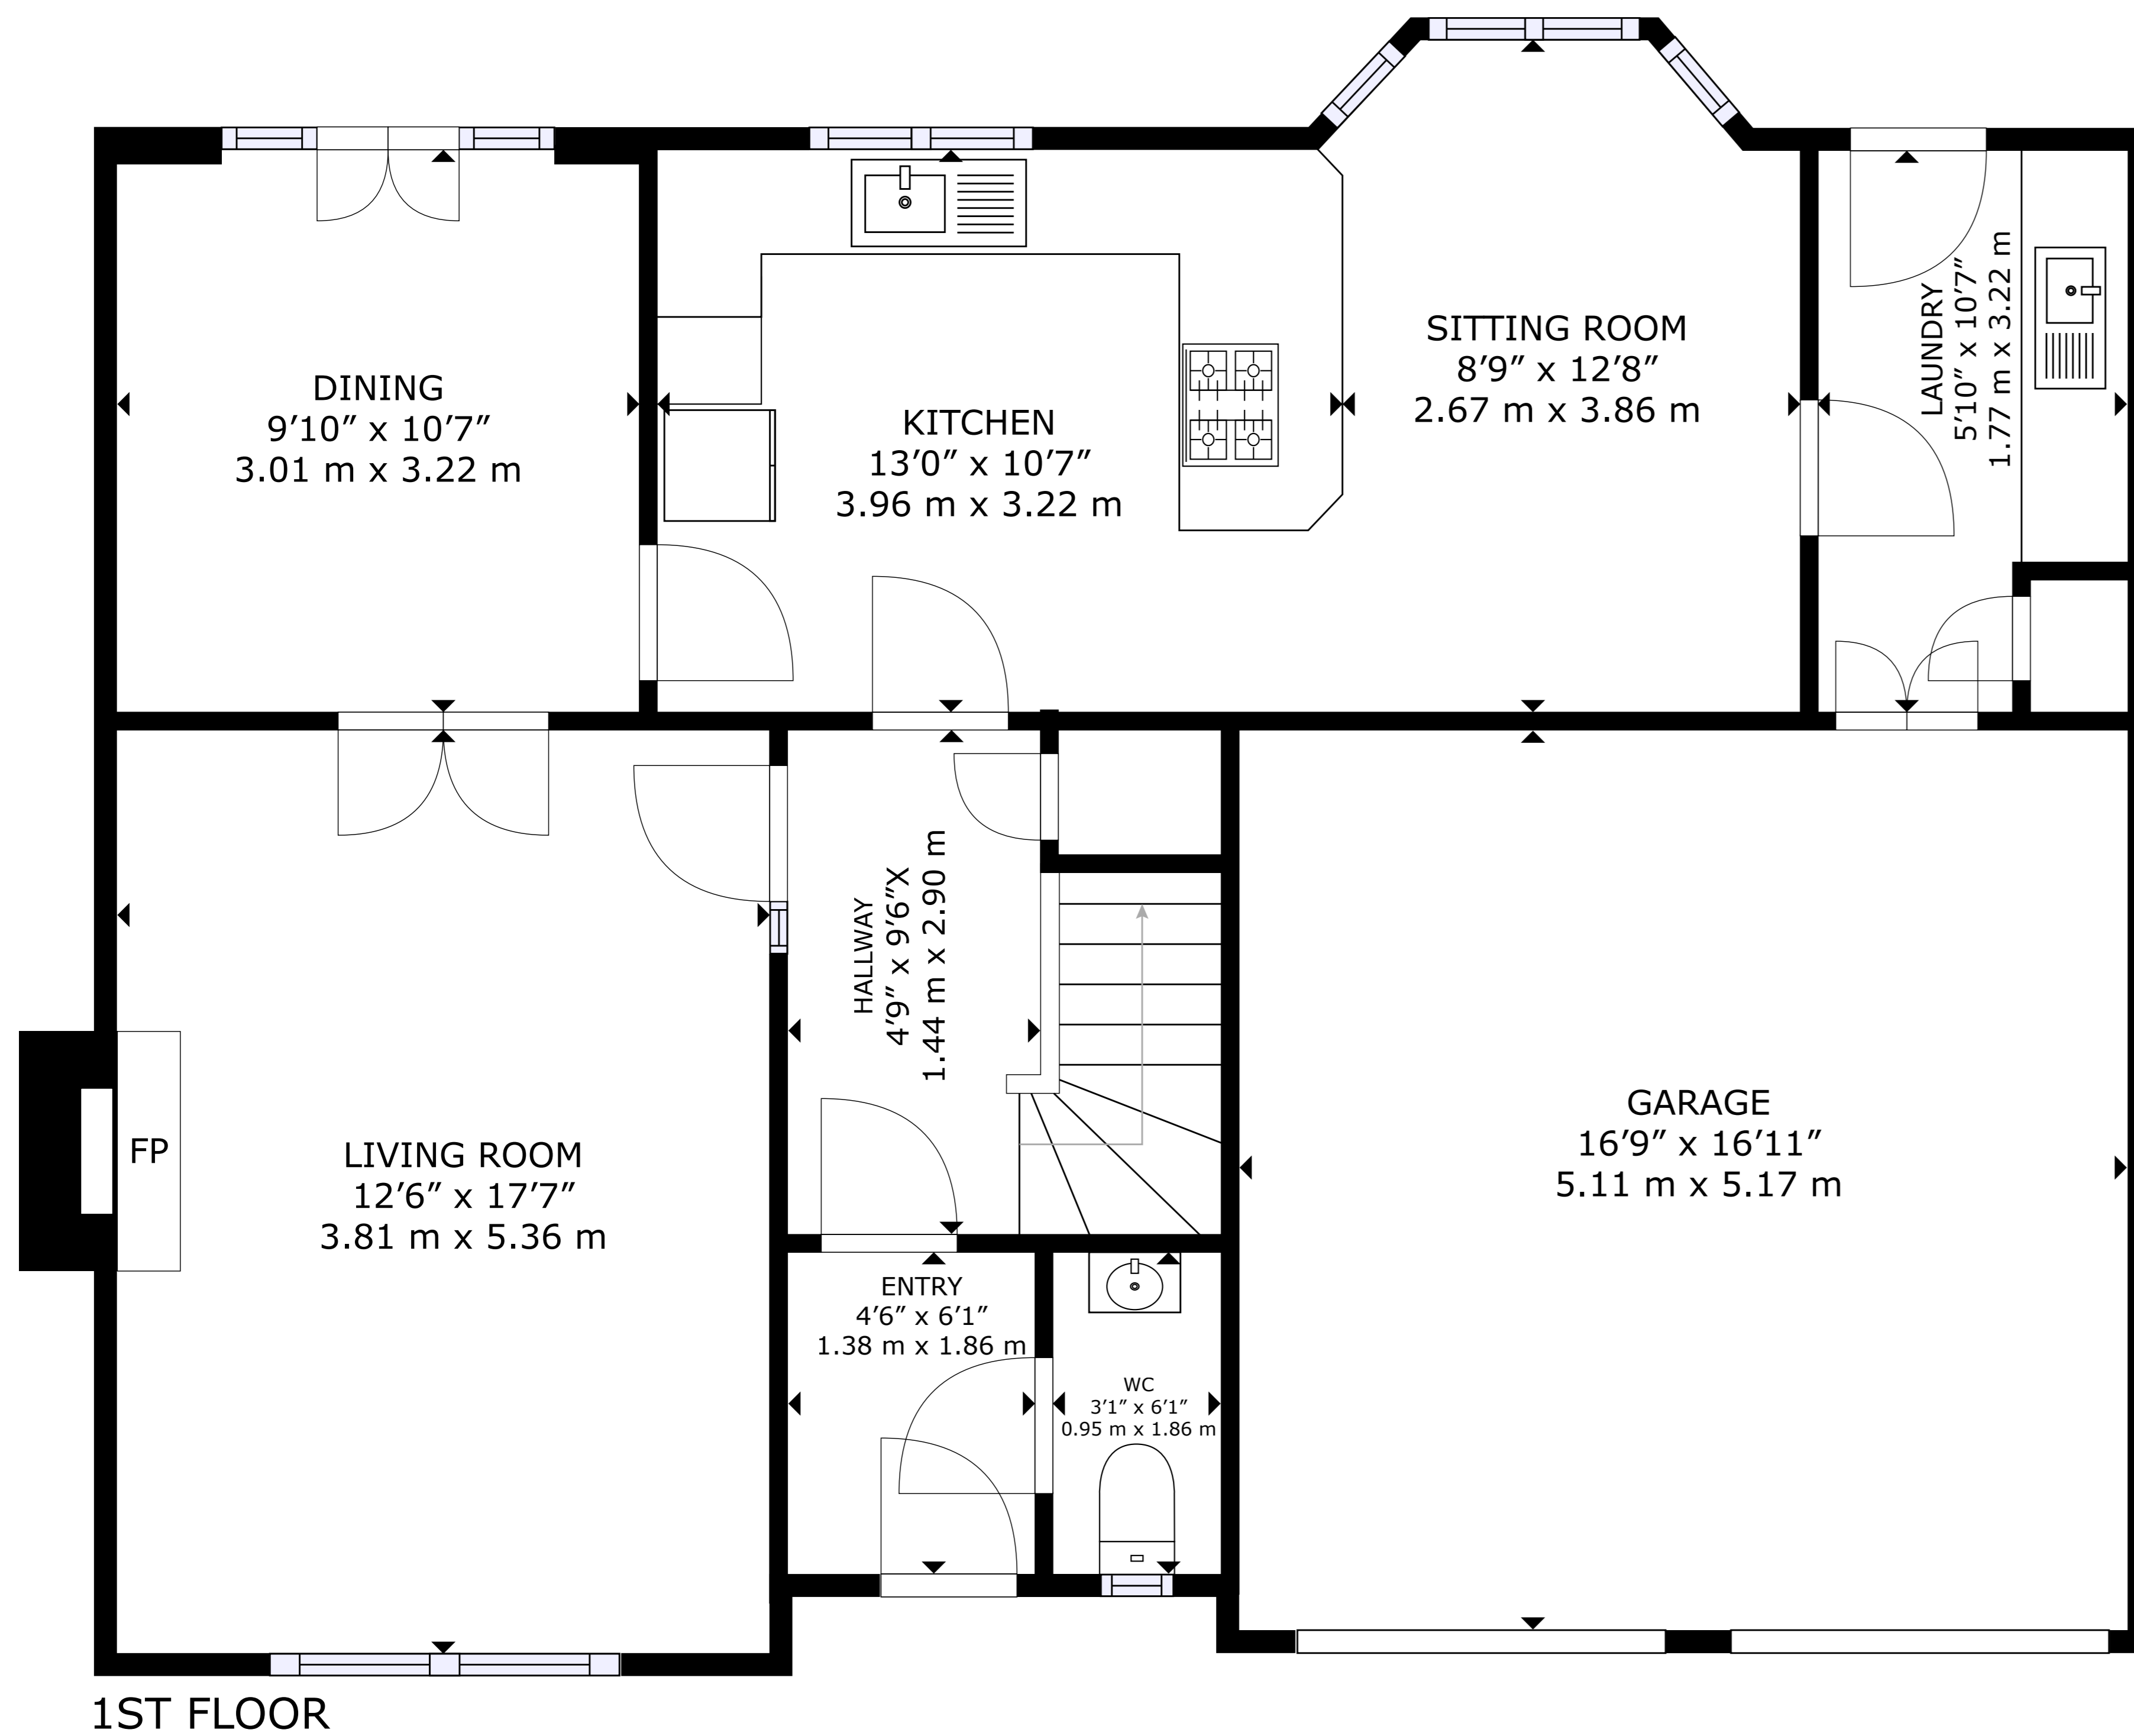 DINING
9′10″ x 10′7″
3.01 m x 3.22 m
KITCHEN
13′0″ x 10′7″
3.96 m x 3.22 m
SITTING ROOM
8′9″ x 12′8″
2.67 m x 3.86 m
LAUNDRY
5′10″ x 10′7″
1.77 m x 3.22 m
HALLWAY
4′9″ x 9′6″X
1.44 m x 2.90 m
FP
LIVING ROOM
12′6″ x 17′7″
3.81 m x 5.36 m
GARAGE
16′9″ x 16′11″
5.11 m x 5.17 m
ENTRY
4′6″ x 6′1″
1.38 m x 1.86 m
WC
3′1″ x 6′1″
0.95 m x 1.86 m
1ST FLOOR